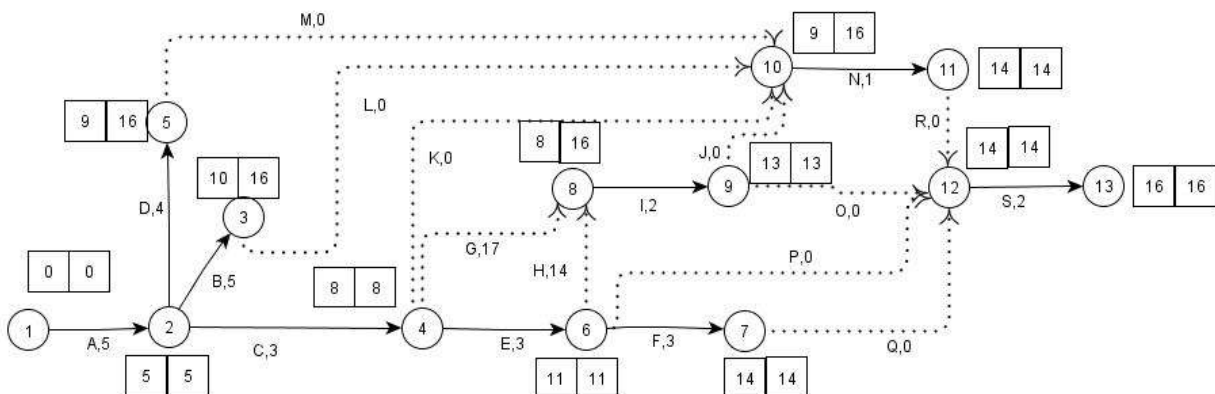 M,0
9 16
10
N,1
11
14 14
9 16
5
L,0
8 16
K,0
J,0
13 13
R,0
14 14
10 16
8
I,2
9
O,0
12
S,2
13
16 16
D,4
3
G,17
B,5
H,14
P,0
0 0
8 8
1
A,5
2
C,3
4
E,3
6
F,3
7
Q,0
5 5
11 11
14 14